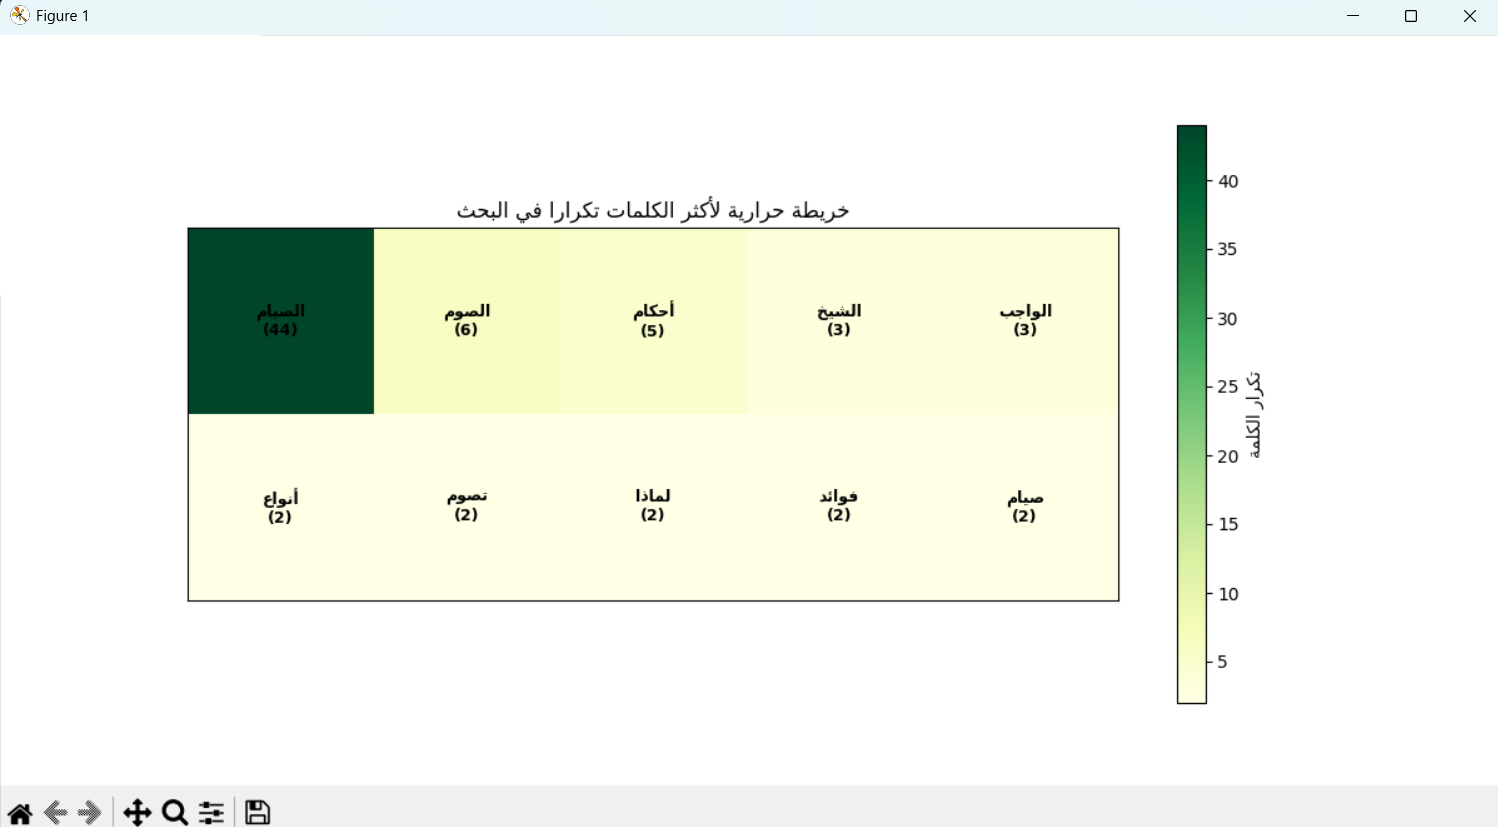 Figure 1
خريطة حرارية لأكثر الكلمات تكرارا في البحث
الصيام
(44)
الصوم
(6)
أحكام
(5)
الشيخ
(3)
الواجب
(3)
أنواع
(2)
تصوم
(2)
لماذا
(2)
فوائد
(2)
صيام
(2)
40
35
30
25
20
15
10
5
تكرار الكلمة